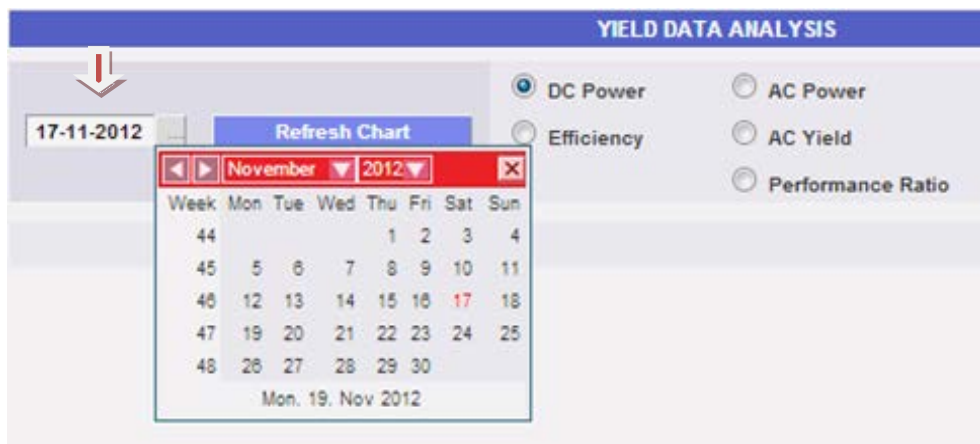 YIELD DATA ANALYSIS
DC Power AC Power
17-11-2012 Refresh Chart Efficiency AC Yield
November 2012 x
Performance Ratio
Week Mon Tue Wed Thu Fri Sat Sun
44 1 2 3 4
45 5 6 7 8 9 10 11
46 12 13 14 15 16 17 18
47 19 20 21 22 23 24 25
48 26 27 28 29 30
Mon. 19. Nov 2012